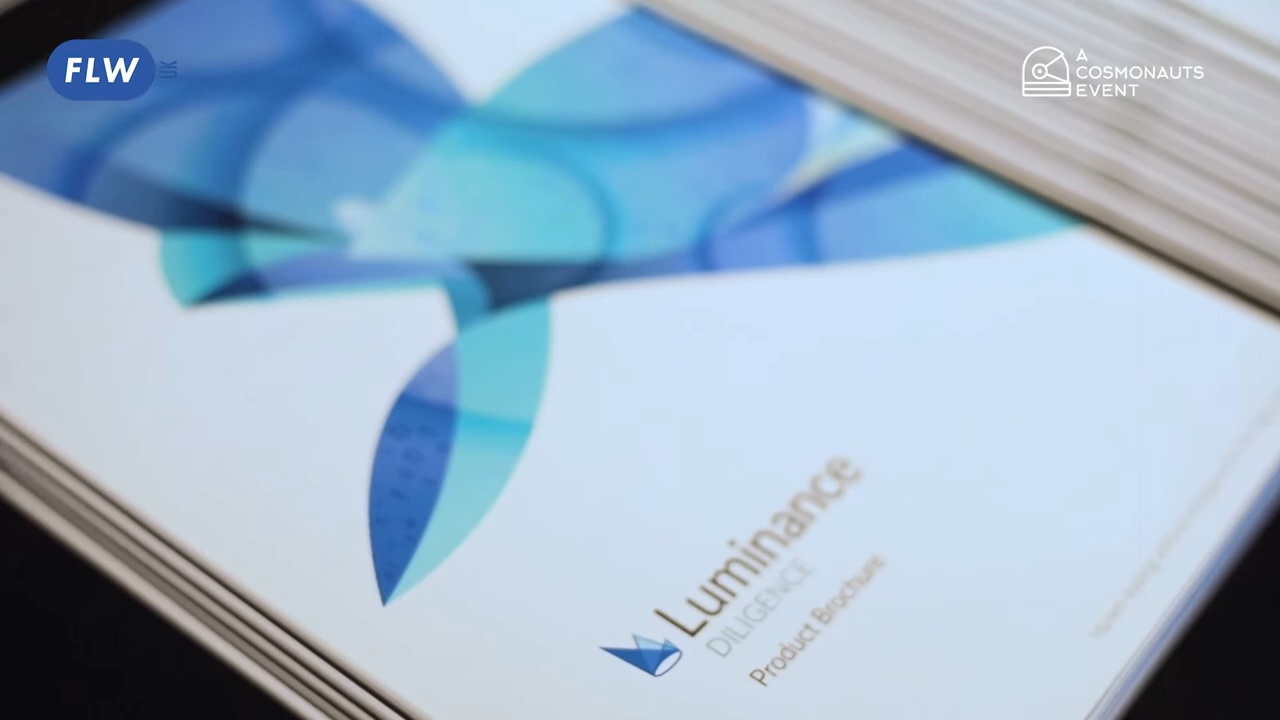 FLW
UK
A
COSMONAUTS
EVENT
Luminance
DILIGENCE
Product Brochure